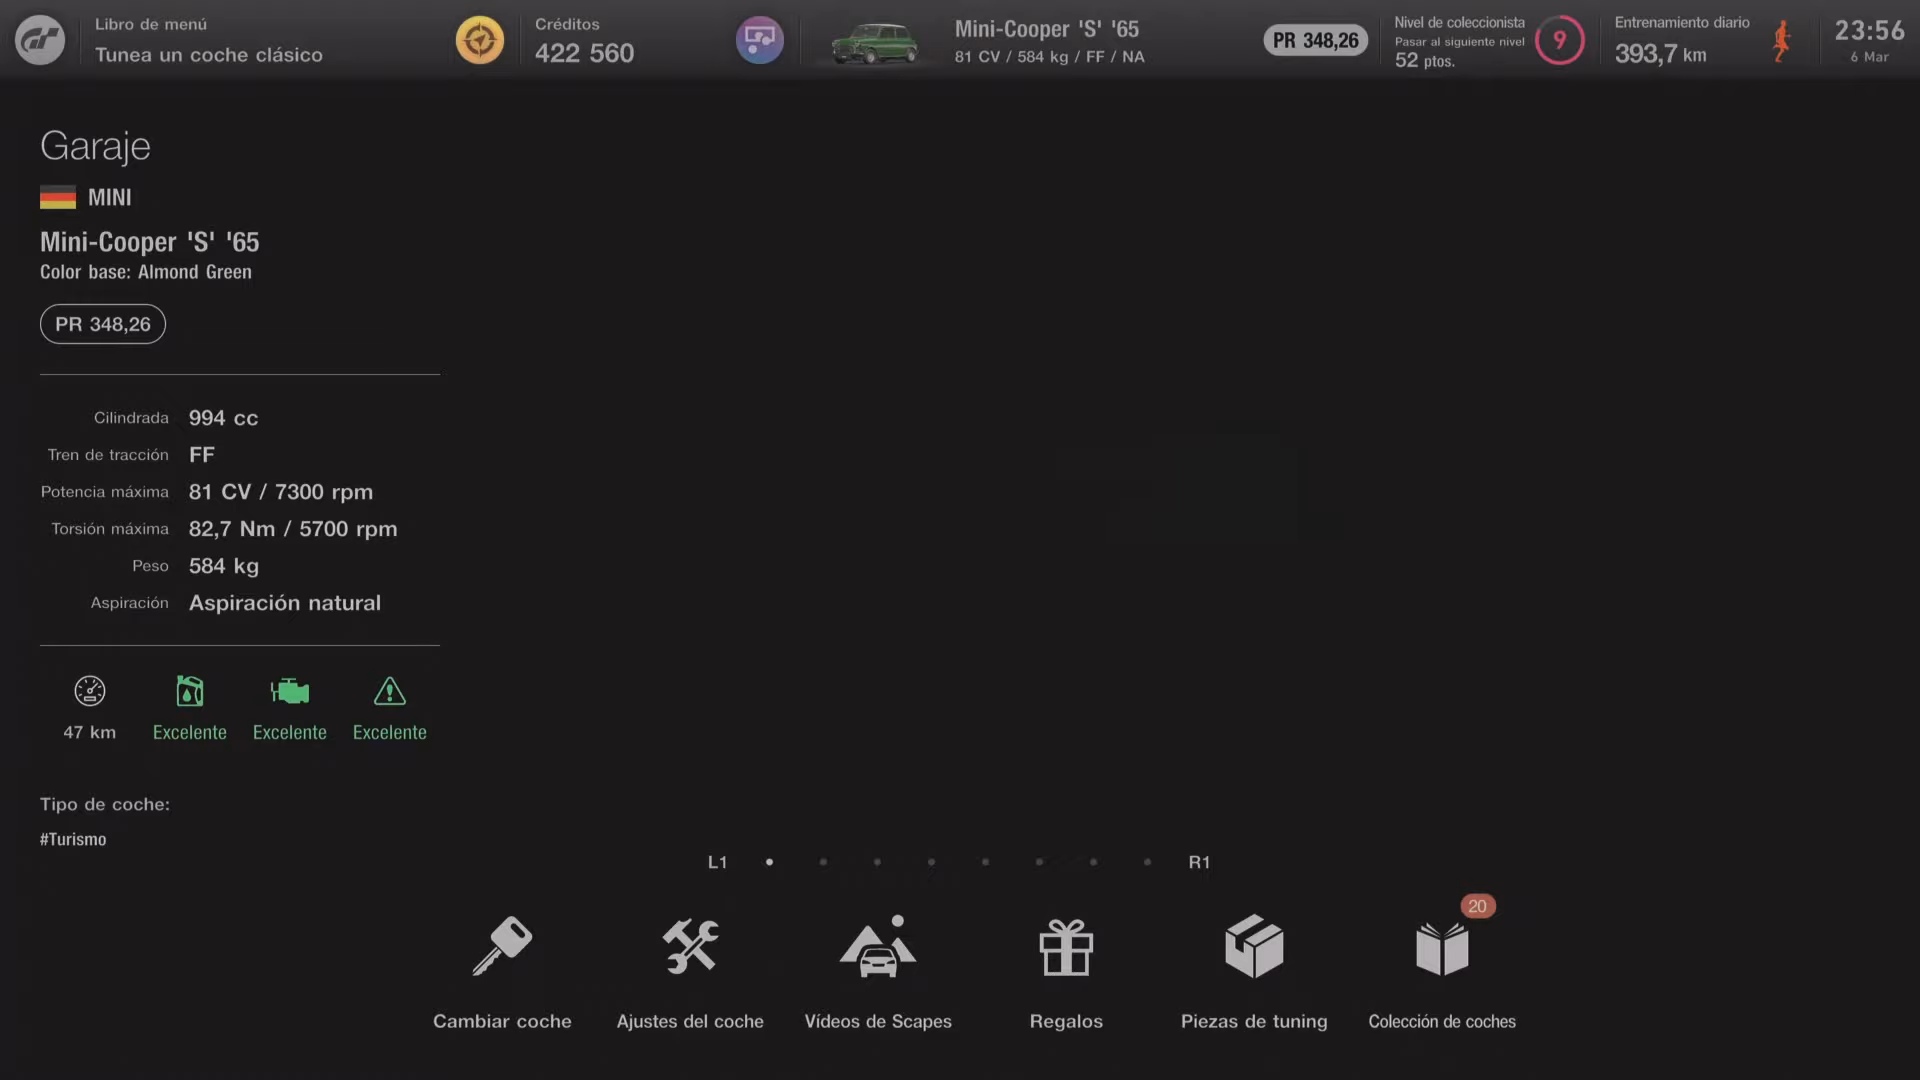 Libro de menú
Tunea un coche clásico
Créditos
422 560
Mini-Cooper 'S' '65
81 CV / 584 kg / FF / NA
PR 348,26
Nivel de coleccionista
Pasar al siguiente nivel
52 ptos.
9
Entrenamiento diario
393,7 km
23:56
6 Mar
Garaje
MINI
Mini-Cooper 'S' '65
Color base: Almond Green
PR 348,26
Cilindrada 994 cc
Tren de tracción FF
Potencia máxima 81 CV / 7300 rpm
Torsión máxima 82,7 Nm / 5700 rpm
Peso 584 kg
Aspiración Aspiración natural
47 km Excelente Excelente Excelente
Tipo de coche:
#Turismo
L1 R1
20
Cambiar coche Ajustes del coche Vídeos de Scapes Regalos Piezas de tuning Colección de coches